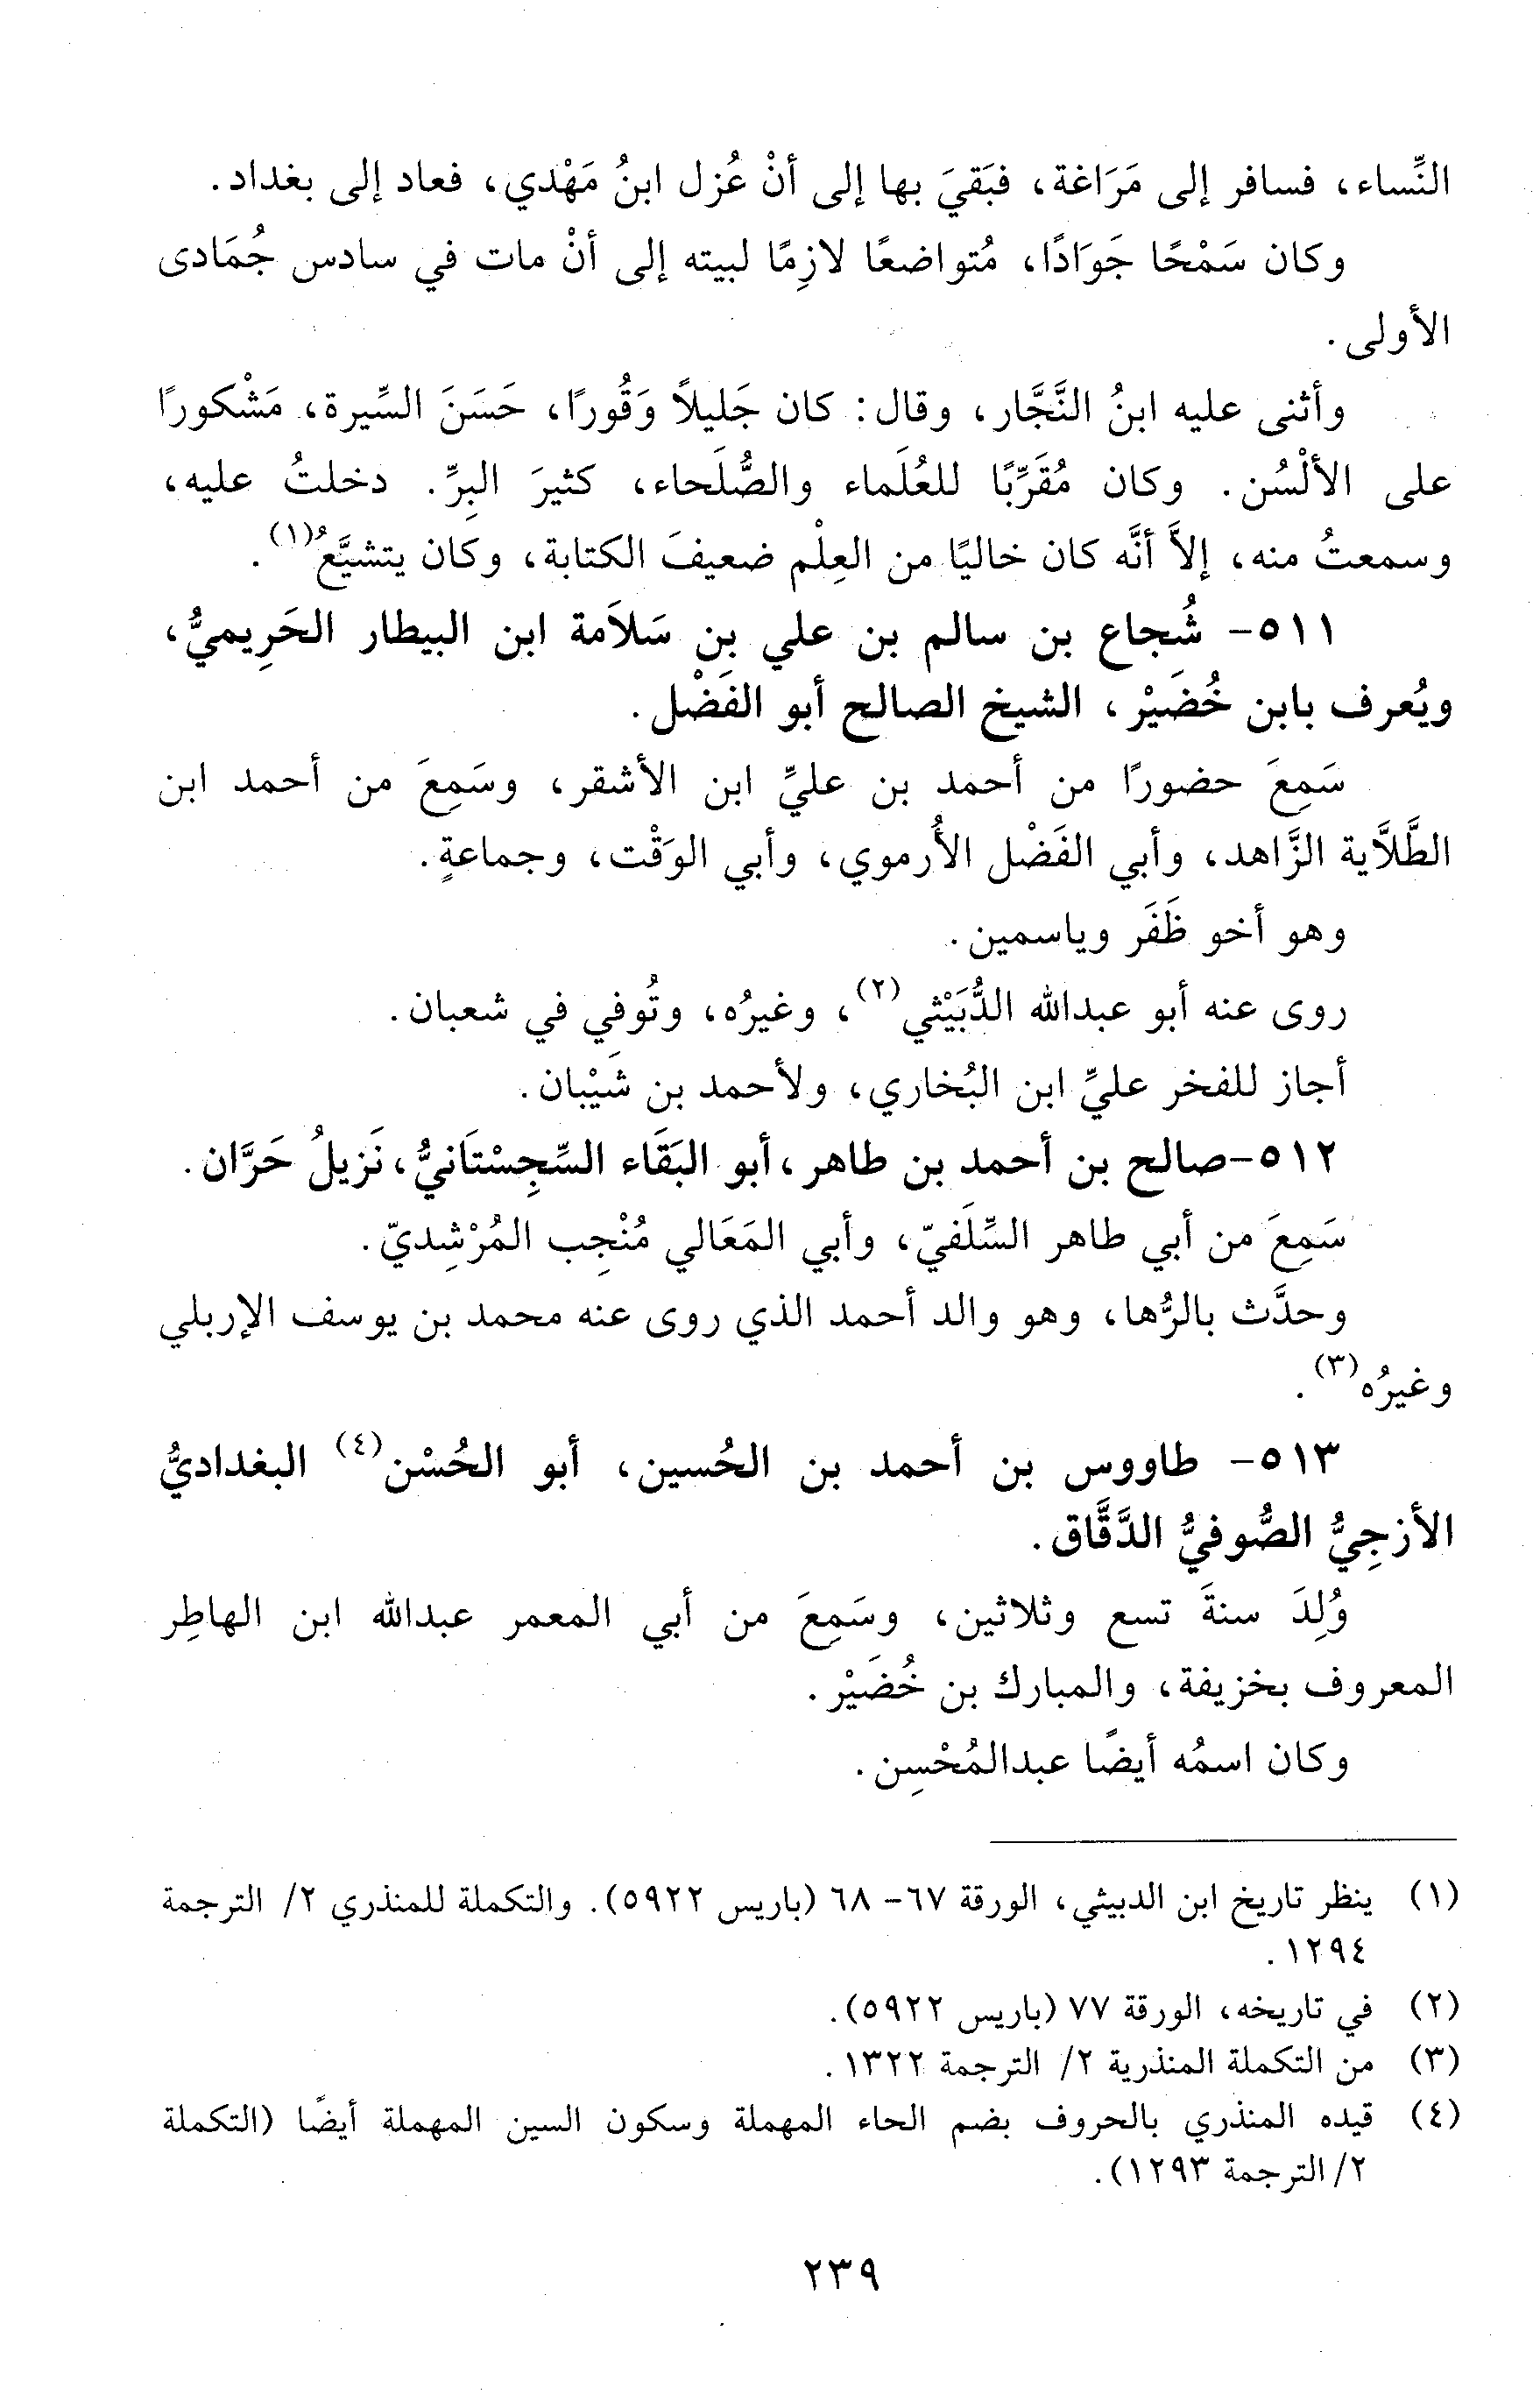 النِّساء، فسافر إلى مَرَاغة، فبَقيَ بها إلى أنْ عُزل ابنُ مَهْدي، فعاد إلى بغداد.
وكان سَمْحًا جَوَادًا، مُتواضعًا لازِمًا لبيته إلى أنْ مات في سادس جُمَادى
الأولى.
وأثنى عليه ابنُ النَّجَّار، وقال: كان جَليلاً وَقُورًا، حَسَنَ السِّيرة، مَشْكورًا
على الألْسُن. وكان مُقَرِّبًا للعُلَماء والصُّلَحاء، كثيرَ البِرِّ. دخلتُ عليه،
وسمعتُ منه، إلاَّ أنَّه كان خاليًا من العِلْم ضعيفَ الكتابة، وكان يتشيَّعُ(١).
٥١١- شُجاع بن سالم بن علي بن سَلاَمة ابن البيطار الحَرِيميُّ،
ويُعرف بابن خُضَيْر، الشيخ الصالح أبو الفَضْل.
سَمِعَ حضورًا من أحمد بن عليِّ ابن الأشقر، وسَمِعَ من أحمد ابن
الطَّلَّاية الزَّاهد، وأبي الفَضْل الأُرموي، وأبي الوَقْت، وجماعةٍ.
وهو أخو ظَفَر وياسمين.
روى عنه أبو عبدالله الدُّبَيْثي(٢)، وغيرُه، وتُوفي في شعبان.
أجاز للفخر عليِّ ابن البُخاري، ولأحمد بن شَيْبان.
٥١٢-صالح بن أحمد بن طاهر، أبو البَقَاء السِّجِسْتَانيُّ، نَزيلُ حَرَّان.
سَمِعَ من أبي طاهر السِّلَفيّ، وأبي المَعَالي مُنْجِب المُرْشِديّ.
وحدَّث بالرُّها، وهو والد أحمد الذي روى عنه محمد بن يوسف الإربلي
وغيرُه(٣).
٥١٣- طاووس بن أحمد بن الحُسين، أبو الحُسْن(٤) البغداديُّ
الأزجِيُّ الصُّوفيُّ الدَّقَّاق.
وُلِدَ سنةَ تسع وثلاثين، وسَمِعَ من أبي المعمر عبدالله ابن الهاطِر
المعروف بخزيفة، والمبارك بن خُضَيْر.
وكان اسمُه أيضًا عبدالمُحْسِن.
(١) ينظر تاريخ ابن الدبيثي، الورقة ٦٧- ٦٨ (باريس ٥٩٢٢). والتكملة للمنذري ٢/ الترجمة
١٢٩٤.
(٢) في تاريخه، الورقة ٧٧ (باريس ٥٩٢٢).
(٣) من التكملة المنذرية ٢/ الترجمة ١٣٢٢.
(٤) قيده المنذري بالحروف بضم الحاء المهملة وسكون السين المهملة أيضًا (التكملة
٢/ الترجمة ١٢٩٣).
٢٣٩